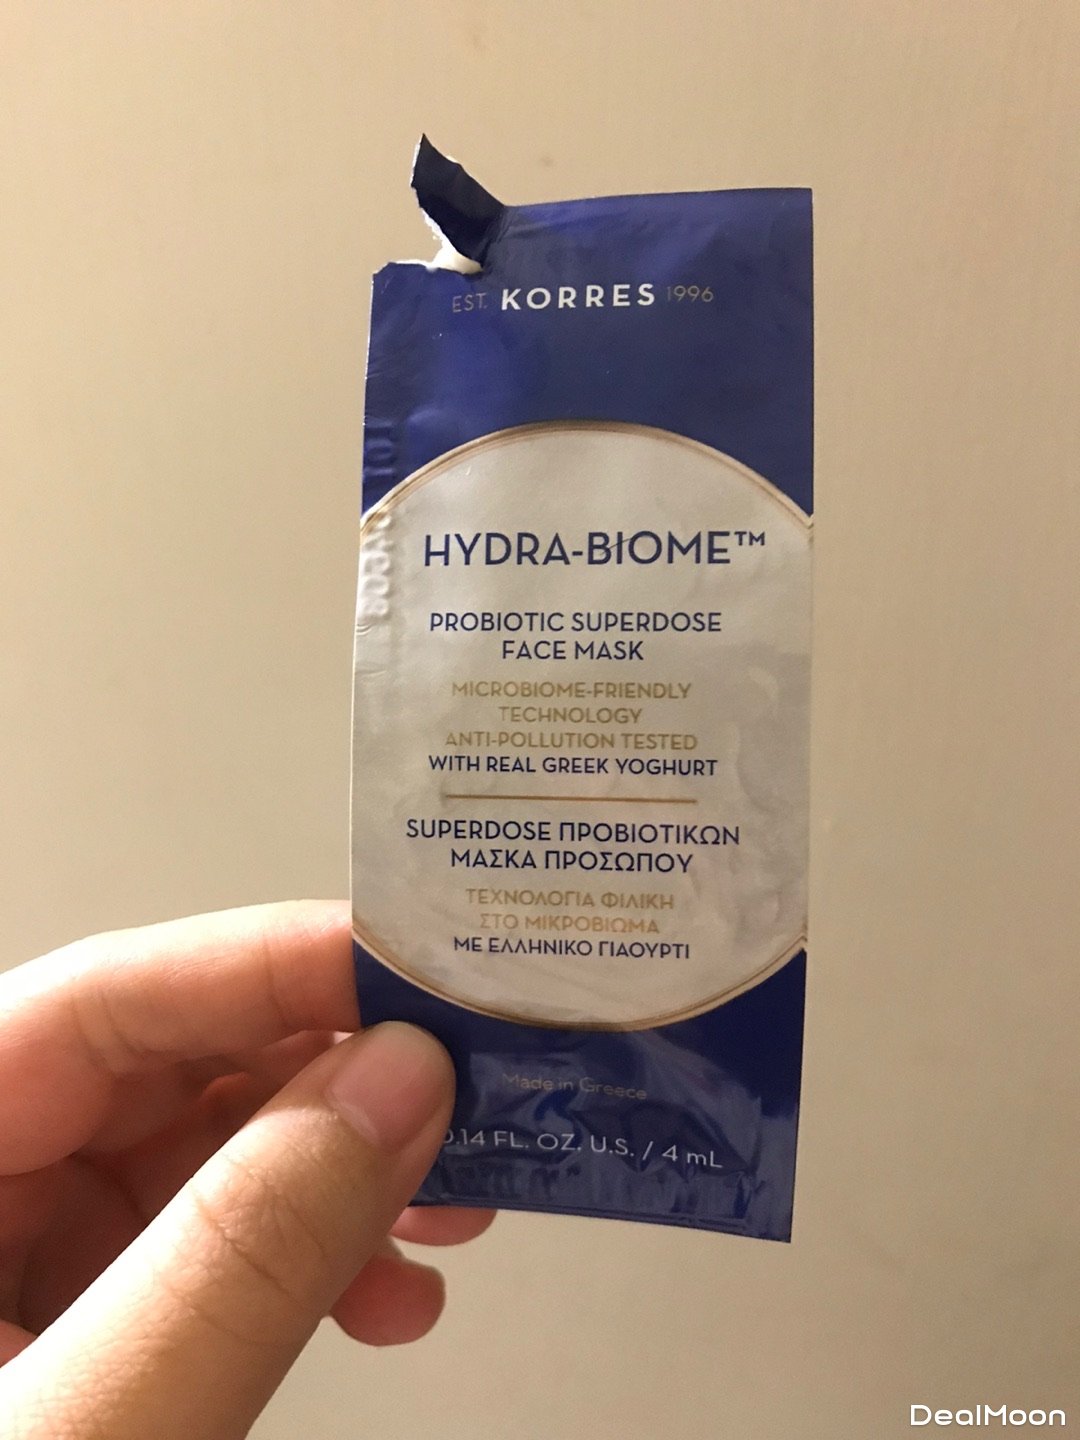 EST. KORRES 1996
HYDRA-BIOME™
PROBIOTIC SUPERDOSE
FACE MASK
MICROBIOME-FRIENDLY
TECHNOLOGY
ANTI-POLLUTION TESTED
WITH REAL GREEK YOGHURT
SUPERDOSE ΠΡΟΒΙΟΤΙΚΩΝ
ΜΑΣΚΑ ΠΡΟΣΩΠΟΥ
ΤΕΧΝΟΛΟΓΙΑ ΦΙΛΙΚΗ
ΣΤΟ ΜΙΚΡΟΒΙΩΜΑ
ΜΕ ΕΛΛΗΝΙΚΟ ΓΙΑΟΥΡΤΙ
Made in Greece
0.14 FL. OZ. U.S. / 4 mL
DealMoon